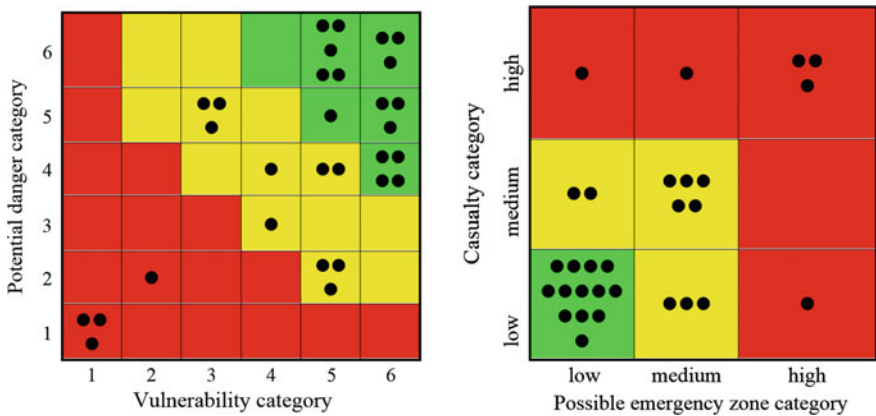 Potential danger category
6
5
4
3
2
1
1 2 3 4 5 6
Vulnerability category
Casualty category
high
medium
low
low medium high
Possible emergency zone category